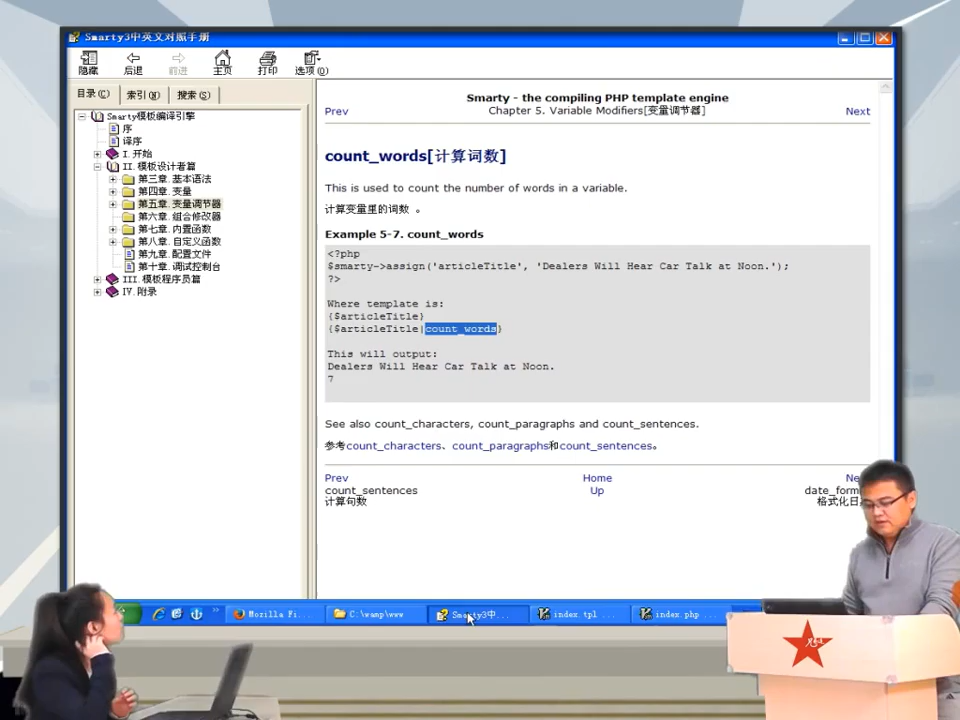 Smarty3中英文对照手册
隐藏 后退 前进 主页 打印 选项(O)
目录(C) 索引(N) 搜索(S)
Smarty模板编译引擎
序
译序
I. 开始
II. 模板设计者篇
第三章. 基本语法
第四章. 变量
第五章. 变量调节器
第六章. 组合修改器
第七章. 内置函数
第八章. 自定义函数
第九章. 配置文件
第十章. 调试控制台
III. 模板程序员篇
IV. 附录
Smarty - the compiling PHP template engine
Prev Chapter 5. Variable Modifiers[变量调节器] Next
count_words[计算词数]
This is used to count the number of words in a variable.
计算变量里的词数 。
Example 5-7. count_words
<?php
$smarty->assign('articleTitle', 'Dealers Will Hear Car Talk at Noon.');
?>
Where template is:
{$articleTitle}
{$articleTitle|count_words}
This will output:
Dealers Will Hear Car Talk at Noon.
7
See also count_characters, count_paragraphs and count_sentences.
参考count_characters、count_paragraphs和count_sentences。
Prev Home Ne
count_sentences Up date_form
计算句数 格式化日
Mozilla Fi... C:\wamp\www Smarty3中... index.tpl ... index.php ...